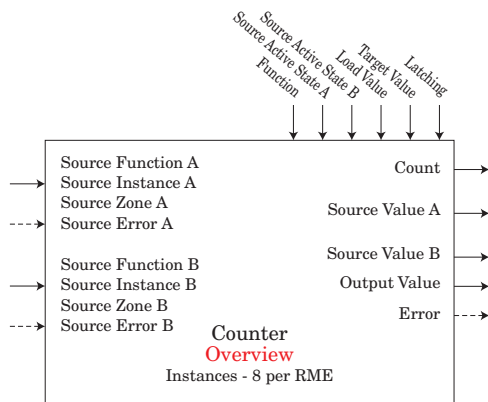 Function
Source Active State A
Source Active State B
Load Value
Target Value
Latching
Source Function A
Source Instance A
Source Zone A
Source Error A
Source Function B
Source Instance B
Source Zone B
Source Error B
Count
Source Value A
Source Value B
Output Value
Error
Counter
Overview
Instances - 8 per RME